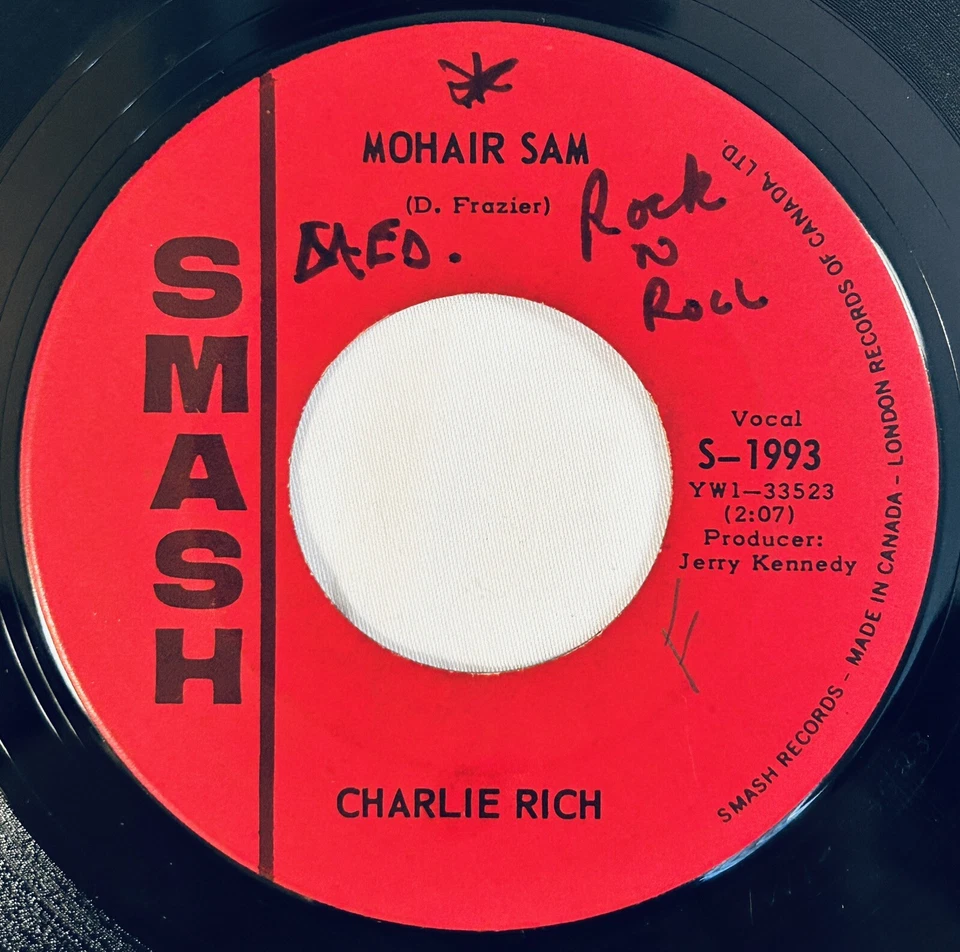 MOHAIR SAM
(D. Frazier)
MED.
Rock
N
Roll
SMASH
Vocal
S-1993
YW1-33523
(2:07)
Producer:
Jerry Kennedy
CHARLIE RICH
SMASH RECORDS - MADE IN CANADA - LONDON RECORDS OF CANADA, LTD.